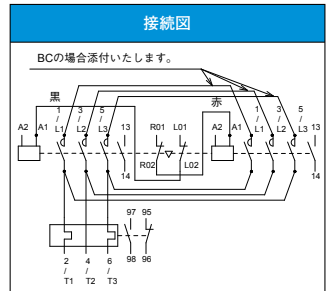 接続図
BCの場合添付いたします。
黒
赤
1 3 5
/ / /
A2 A1 L1 L2 L3 13
R01 L01
A2 A1
1 3 5
/ / /
L1 L2 L3 13
R02 L02
14
14
97 95
98 96
2 4 6
/ / /
T1 T2 T3